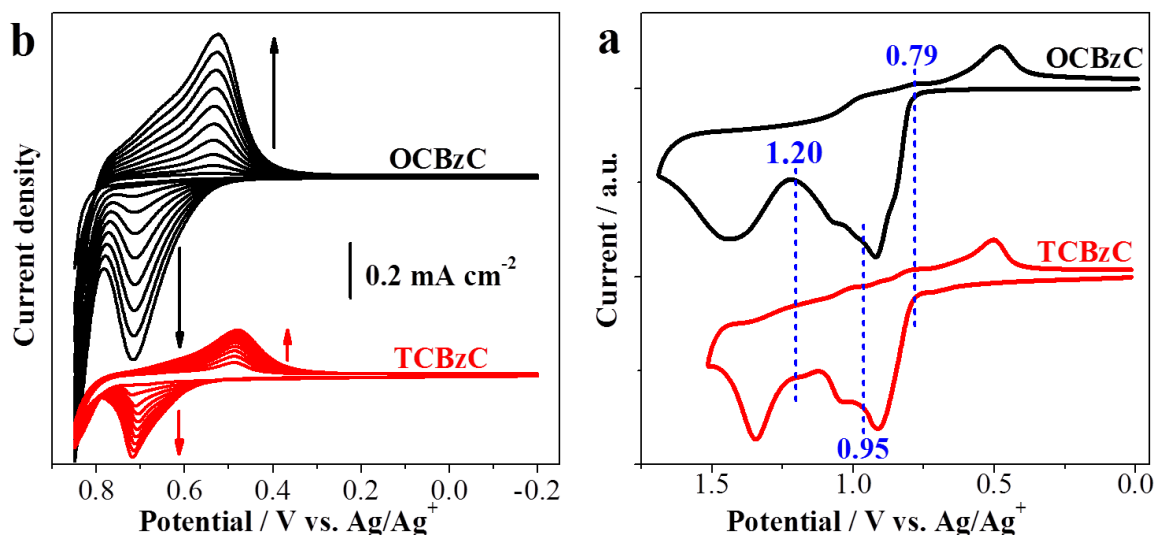 b
Current density
OCBzC
0.2 mA cm⁻²
TCBzC
0.8 0.6 0.4 0.2 0.0 -0.2
Potential / V vs. Ag/Ag⁺
a
Current / a.u.
0.79
OCBzC
1.20
TCBzC
0.95
1.5 1.0 0.5 0.0
Potential / V vs. Ag/Ag⁺